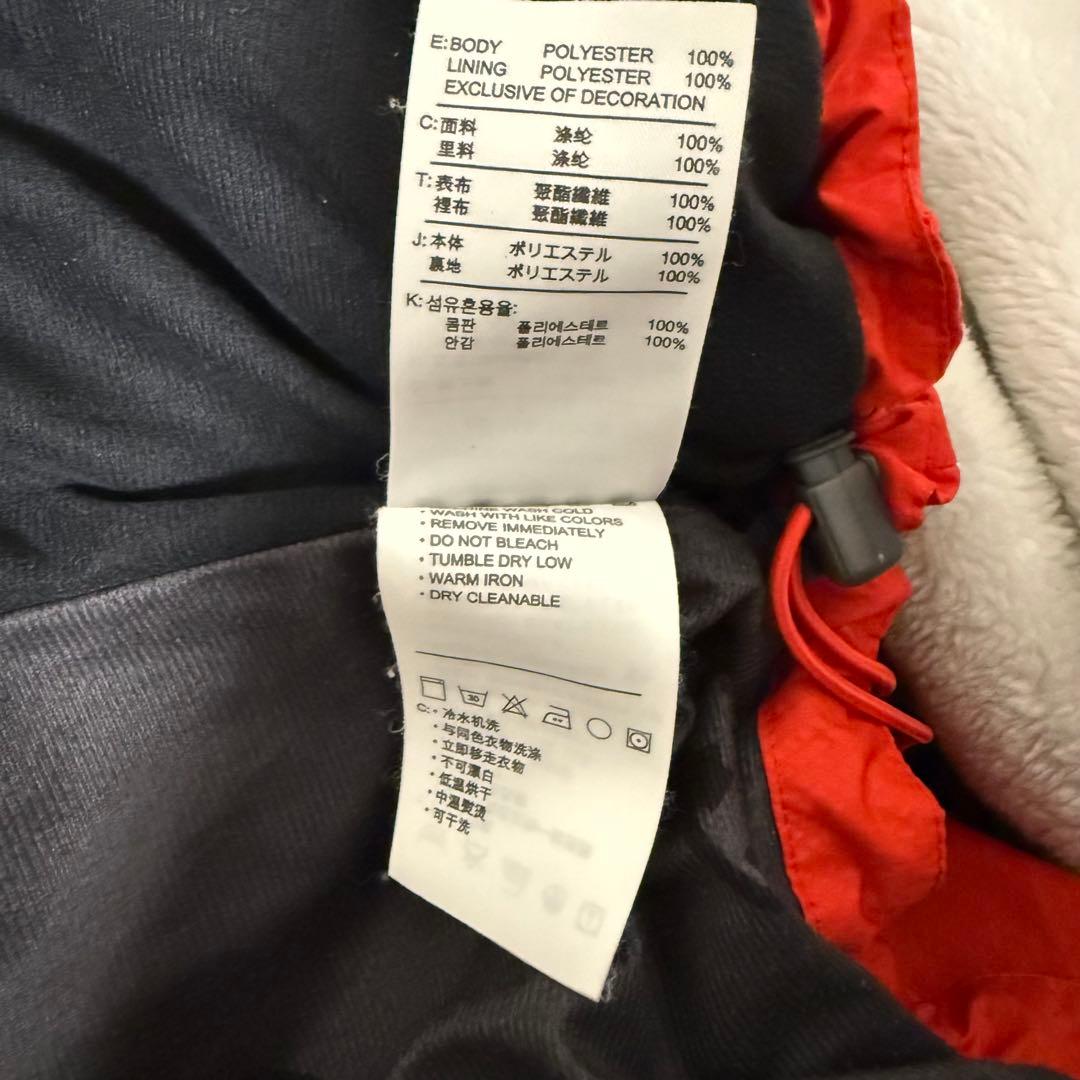 E: BODY POLYESTER 100%
LINING POLYESTER 100%
EXCLUSIVE OF DECORATION
C: 面料 涤纶 100%
里料 涤纶 100%
T: 表布 聚酯纖維 100%
裡布 聚酯纖維 100%
J: 本体 ポリエステル 100%
裏地 ポリエステル 100%
K: 섬유혼용율:
몸판 폴리에스테르 100%
안감 폴리에스테르 100%
WASH COLD
• WASH WITH LIKE COLORS
• REMOVE IMMEDIATELY
• DO NOT BLEACH
• TUMBLE DRY LOW
• WARM IRON
• DRY CLEANABLE
30
C: • 冷水机洗
• 与同色衣物洗涤
• 立即移走衣物
• 不可漂白
• 低温烘干
• 中温熨烫
• 可干洗